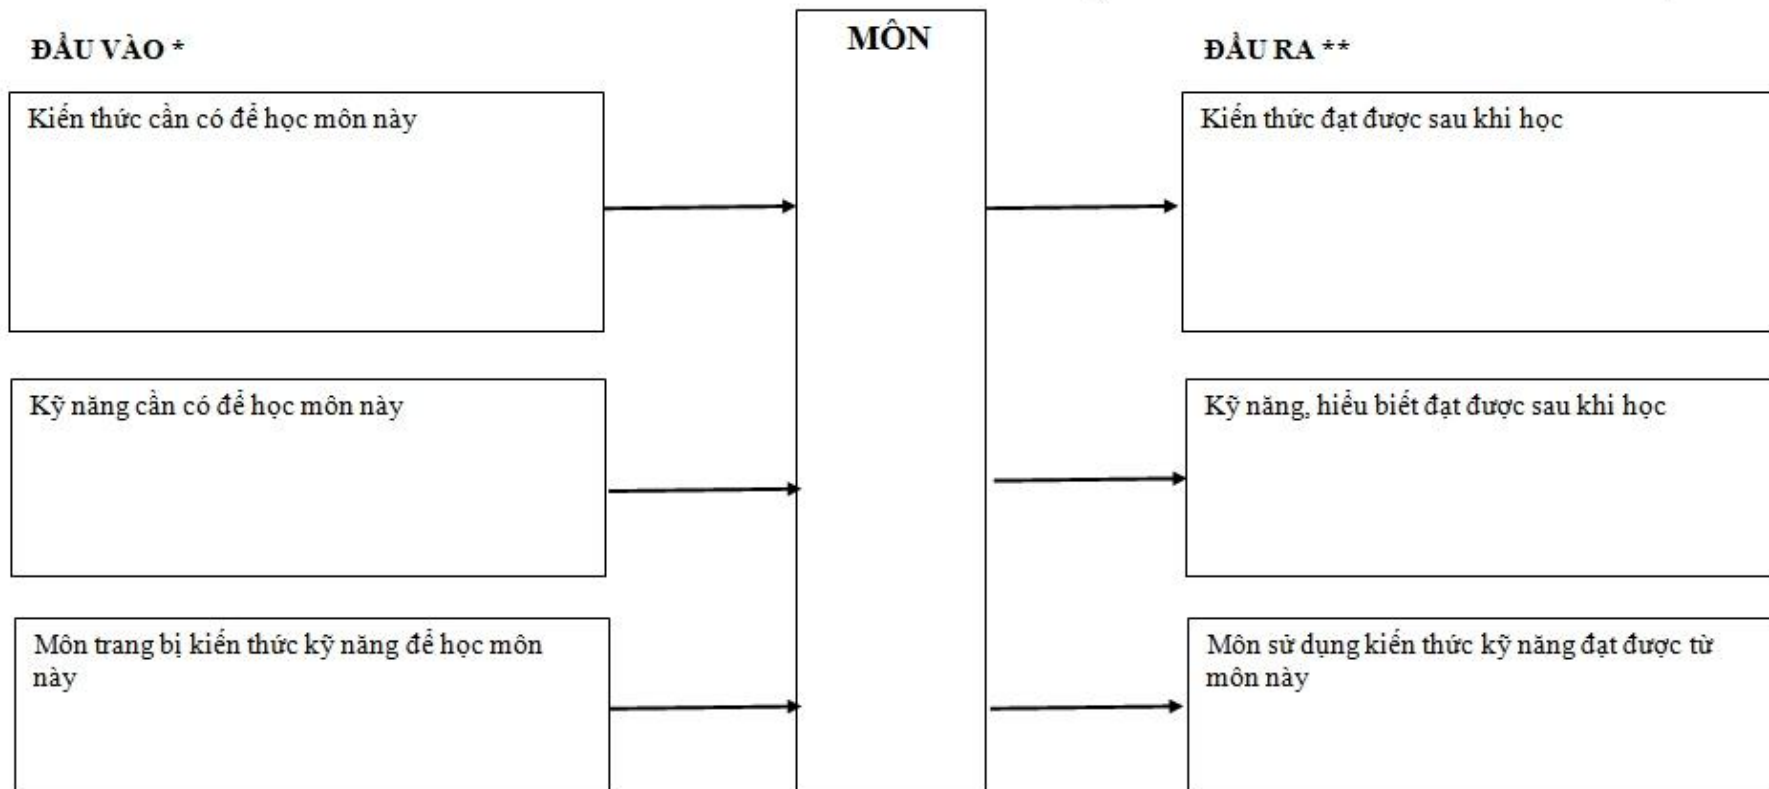 ĐẦU VÀO *
MÔN
ĐẦU RA **
Kiến thức cần có để học môn này
Kiến thức đạt được sau khi học
Kỹ năng cần có để học môn này
Kỹ năng, hiểu biết đạt được sau khi học
Môn trang bị kiến thức kỹ năng để học môn
này
Môn sử dụng kiến thức kỹ năng đạt được từ
môn này